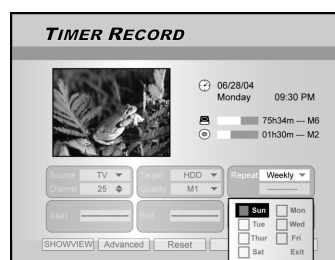 TIMER RECORD
06/28/04
Monday 09:30 PM
75h34m --- M6
01h30m --- M2
Source TV Target HDD Repeat Weekly
Channel 25 Quality M1 ------------
Start ---------------- End ----------------
Sun Mon
Tue Wed
Thur Fri
Sat Exit
SHOWVIEW Advanced Reset